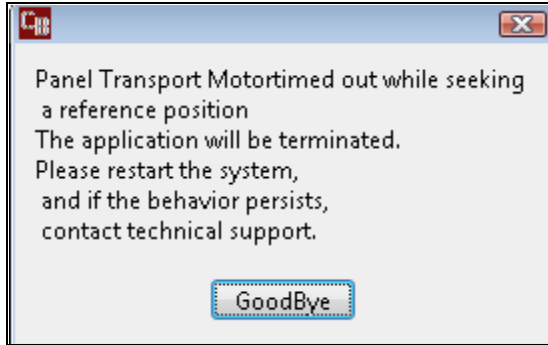 Panel Transport Motortimed out while seeking
a reference position
The application will be terminated.
Please restart the system,
and if the behavior persists,
contact technical support.
GoodBye